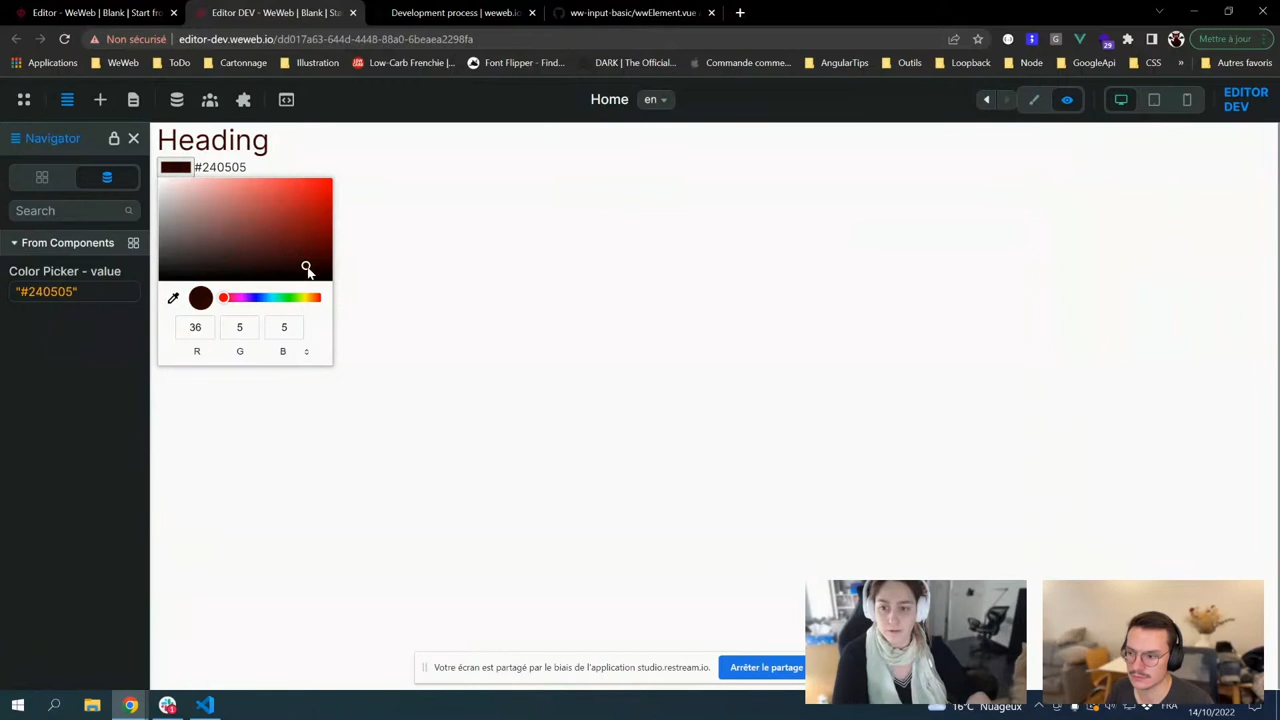 Editor - WeWeb | Blank | Start fro
Editor DEV - WeWeb | Blank | Sta
Development process | weweb.io
ww-input-basic/wwElement.vue
Non sécurisé
editor-dev.weweb.io/dd017a63-644d-4448-88a0-6beaea2298fa
29
Mettre à jour
Applications
WeWeb
ToDo
Cartonnage
Illustration
Low-Carb Frenchie |...
Font Flipper - Find...
DARK | The Official...
Commande comme...
AngularTips
Outils
Loopback
Node
GoogleApi
CSS
»
Autres favoris
Home
en
EDITOR
DEV
Navigator
Search
From Components
Color Picker - value
"#240505"
Heading
#240505
36
5
5
R
G
B
Votre écran est partagé par le biais de l'application studio.restream.io.
Arrêter le partage
16°C Nuageux
FR
14/10/2022